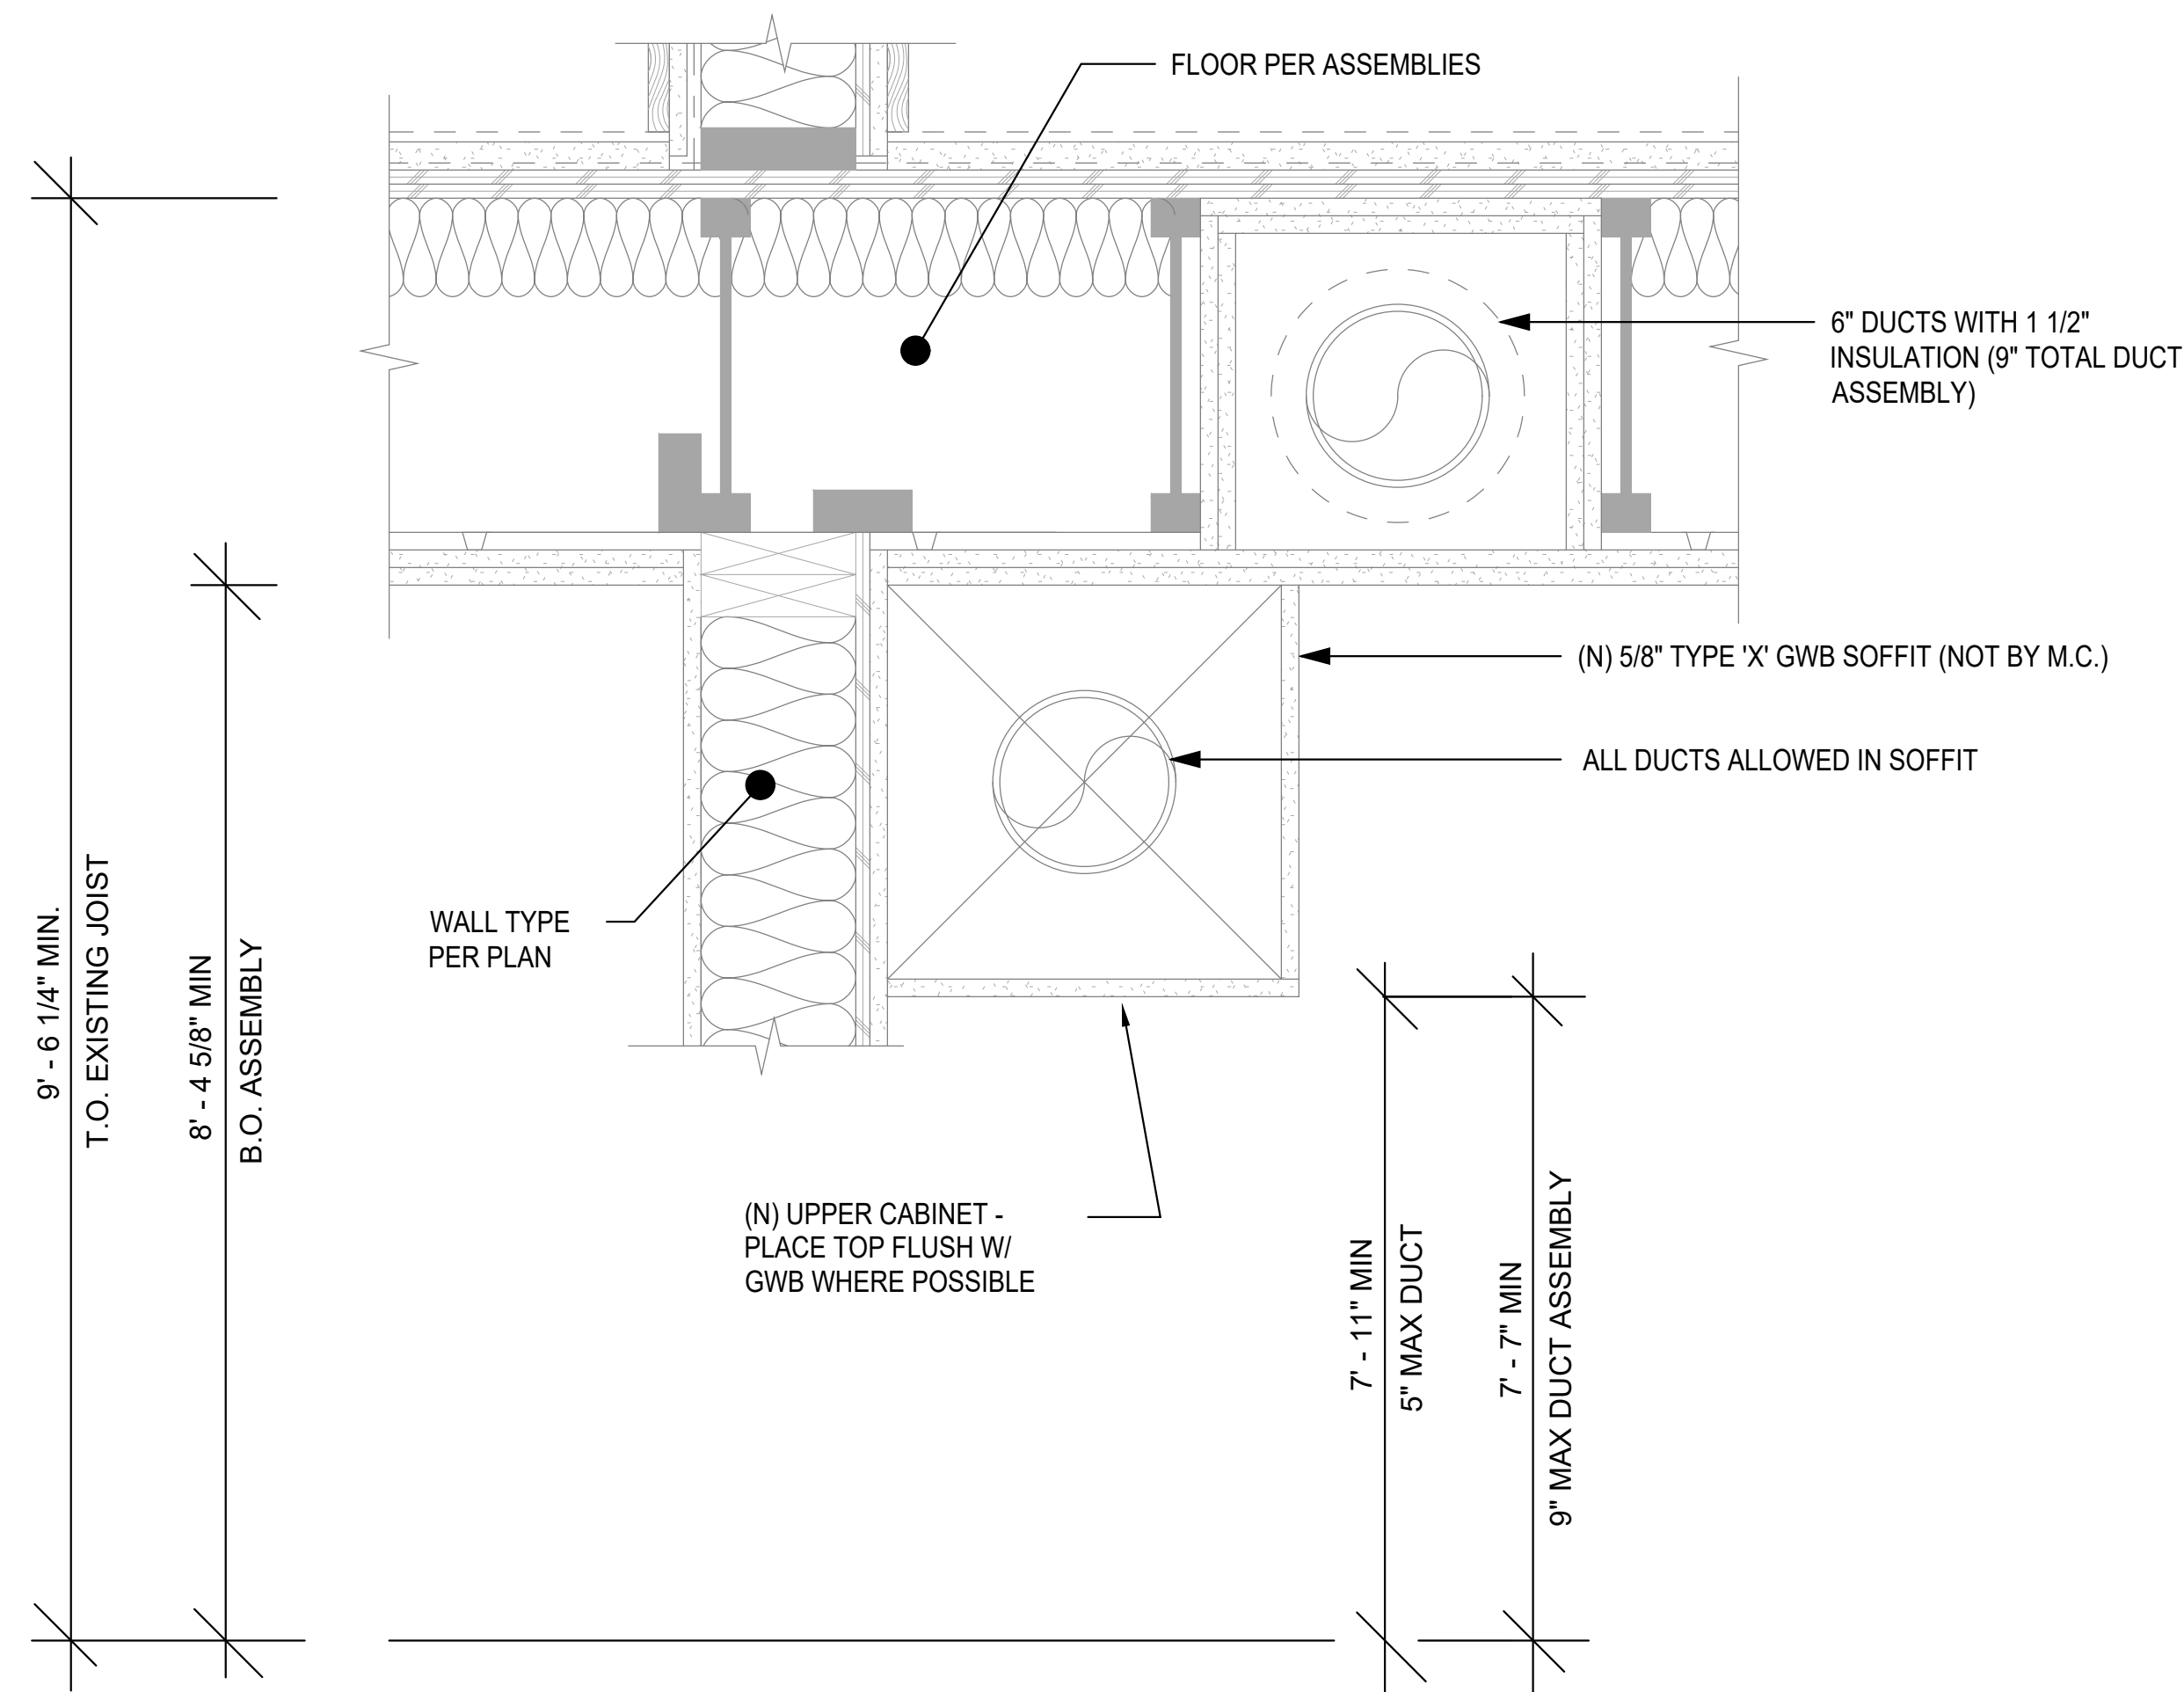 FLOOR PER ASSEMBLIES
6" DUCTS WITH 1 1/2"
INSULATION (9" TOTAL DUCT
ASSEMBLY)
(N) 5/8" TYPE 'X' GWB SOFFIT (NOT BY M.C.)
ALL DUCTS ALLOWED IN SOFFIT
WALL TYPE
PER PLAN
9' - 6 1/4" MIN.
T.O. EXISTING JOIST
8' - 4 5/8" MIN
B.O. ASSEMBLY
(N) UPPER CABINET -
PLACE TOP FLUSH W/
GWB WHERE POSSIBLE
7' - 11" MIN
5" MAX DUCT
7' - 7" MIN
9" MAX DUCT ASSEMBLY